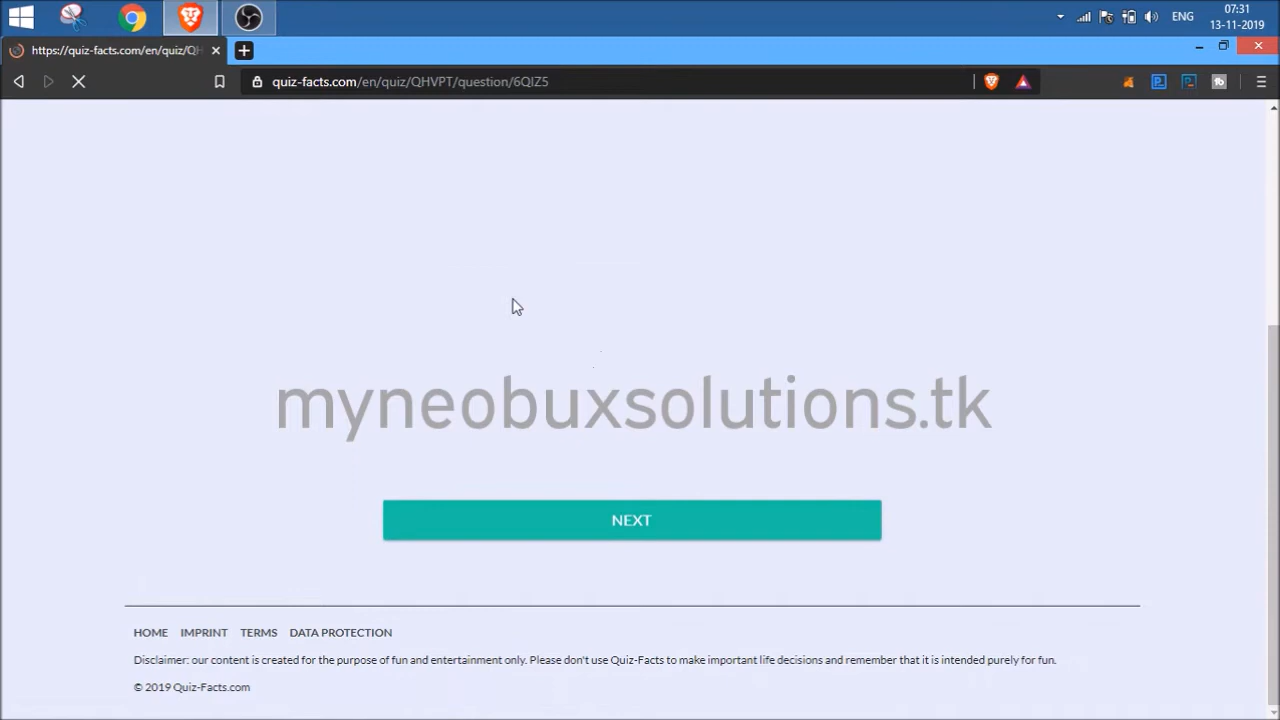 07:31
ENG
13-11-2019
https://quiz-facts.com/en/quiz/QH
quiz-facts.com/en/quiz/QHVPT/question/6QIZ5
myneobuxsolutions.tk
NEXT
HOME IMPRINT TERMS DATA PROTECTION
Disclaimer: our content is created for the purpose of fun and entertainment only. Please don't use Quiz-Facts to make important life decisions and remember that it is intended purely for fun.
© 2019 Quiz-Facts.com